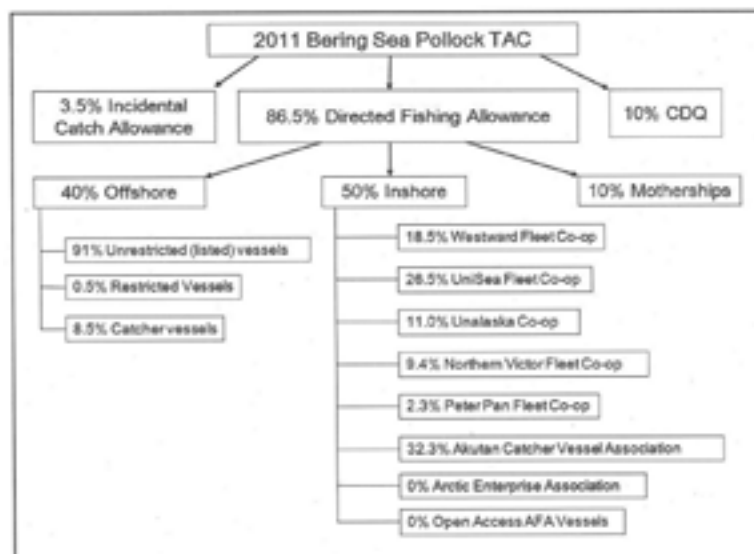 2011 Bering Sea Pollock TAC
3.5% Incidental
Catch Allowance
86.5% Directed Fishing Allowance
10% CDQ
40% Offshore
50% Inshore
10% Motherships
91% Unrestricted (listed) vessels
0.5% Restricted Vessels
8.5% Catcher vessels
18.5% Westward Fleet Co-op
26.5% UniSea Fleet Co-op
11.0% Unalaska Co-op
9.4% Northern Victor Fleet Co-op
2.3% Peter Pan Fleet Co-op
32.3% Akutan Catcher Vessel Association
0% Arctic Enterprise Association
0% Open Access AFA Vessels